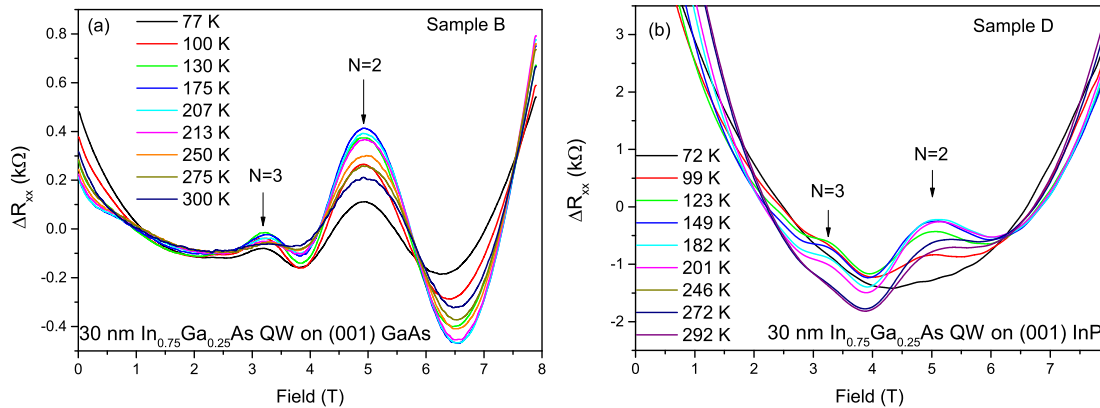 (a)
Sample B
77 K
100 K
130 K
175 K
207 K
213 K
250 K
275 K
300 K
N=3
N=2
30 nm In0.75Ga0.25As QW on (001) GaAs
ΔRxx (kΩ)
0.8
0.6
0.4
0.2
0.0
-0.2
-0.4
0 1 2 3 4 5 6 7 8
Field (T)
(b)
Sample D
N=3
N=2
72 K
99 K
123 K
149 K
182 K
201 K
246 K
272 K
292 K
30 nm In0.75Ga0.25As QW on (001) InP
ΔRxx (kΩ)
3
2
1
0
-1
-2
0 1 2 3 4 5 6 7
Field (T)